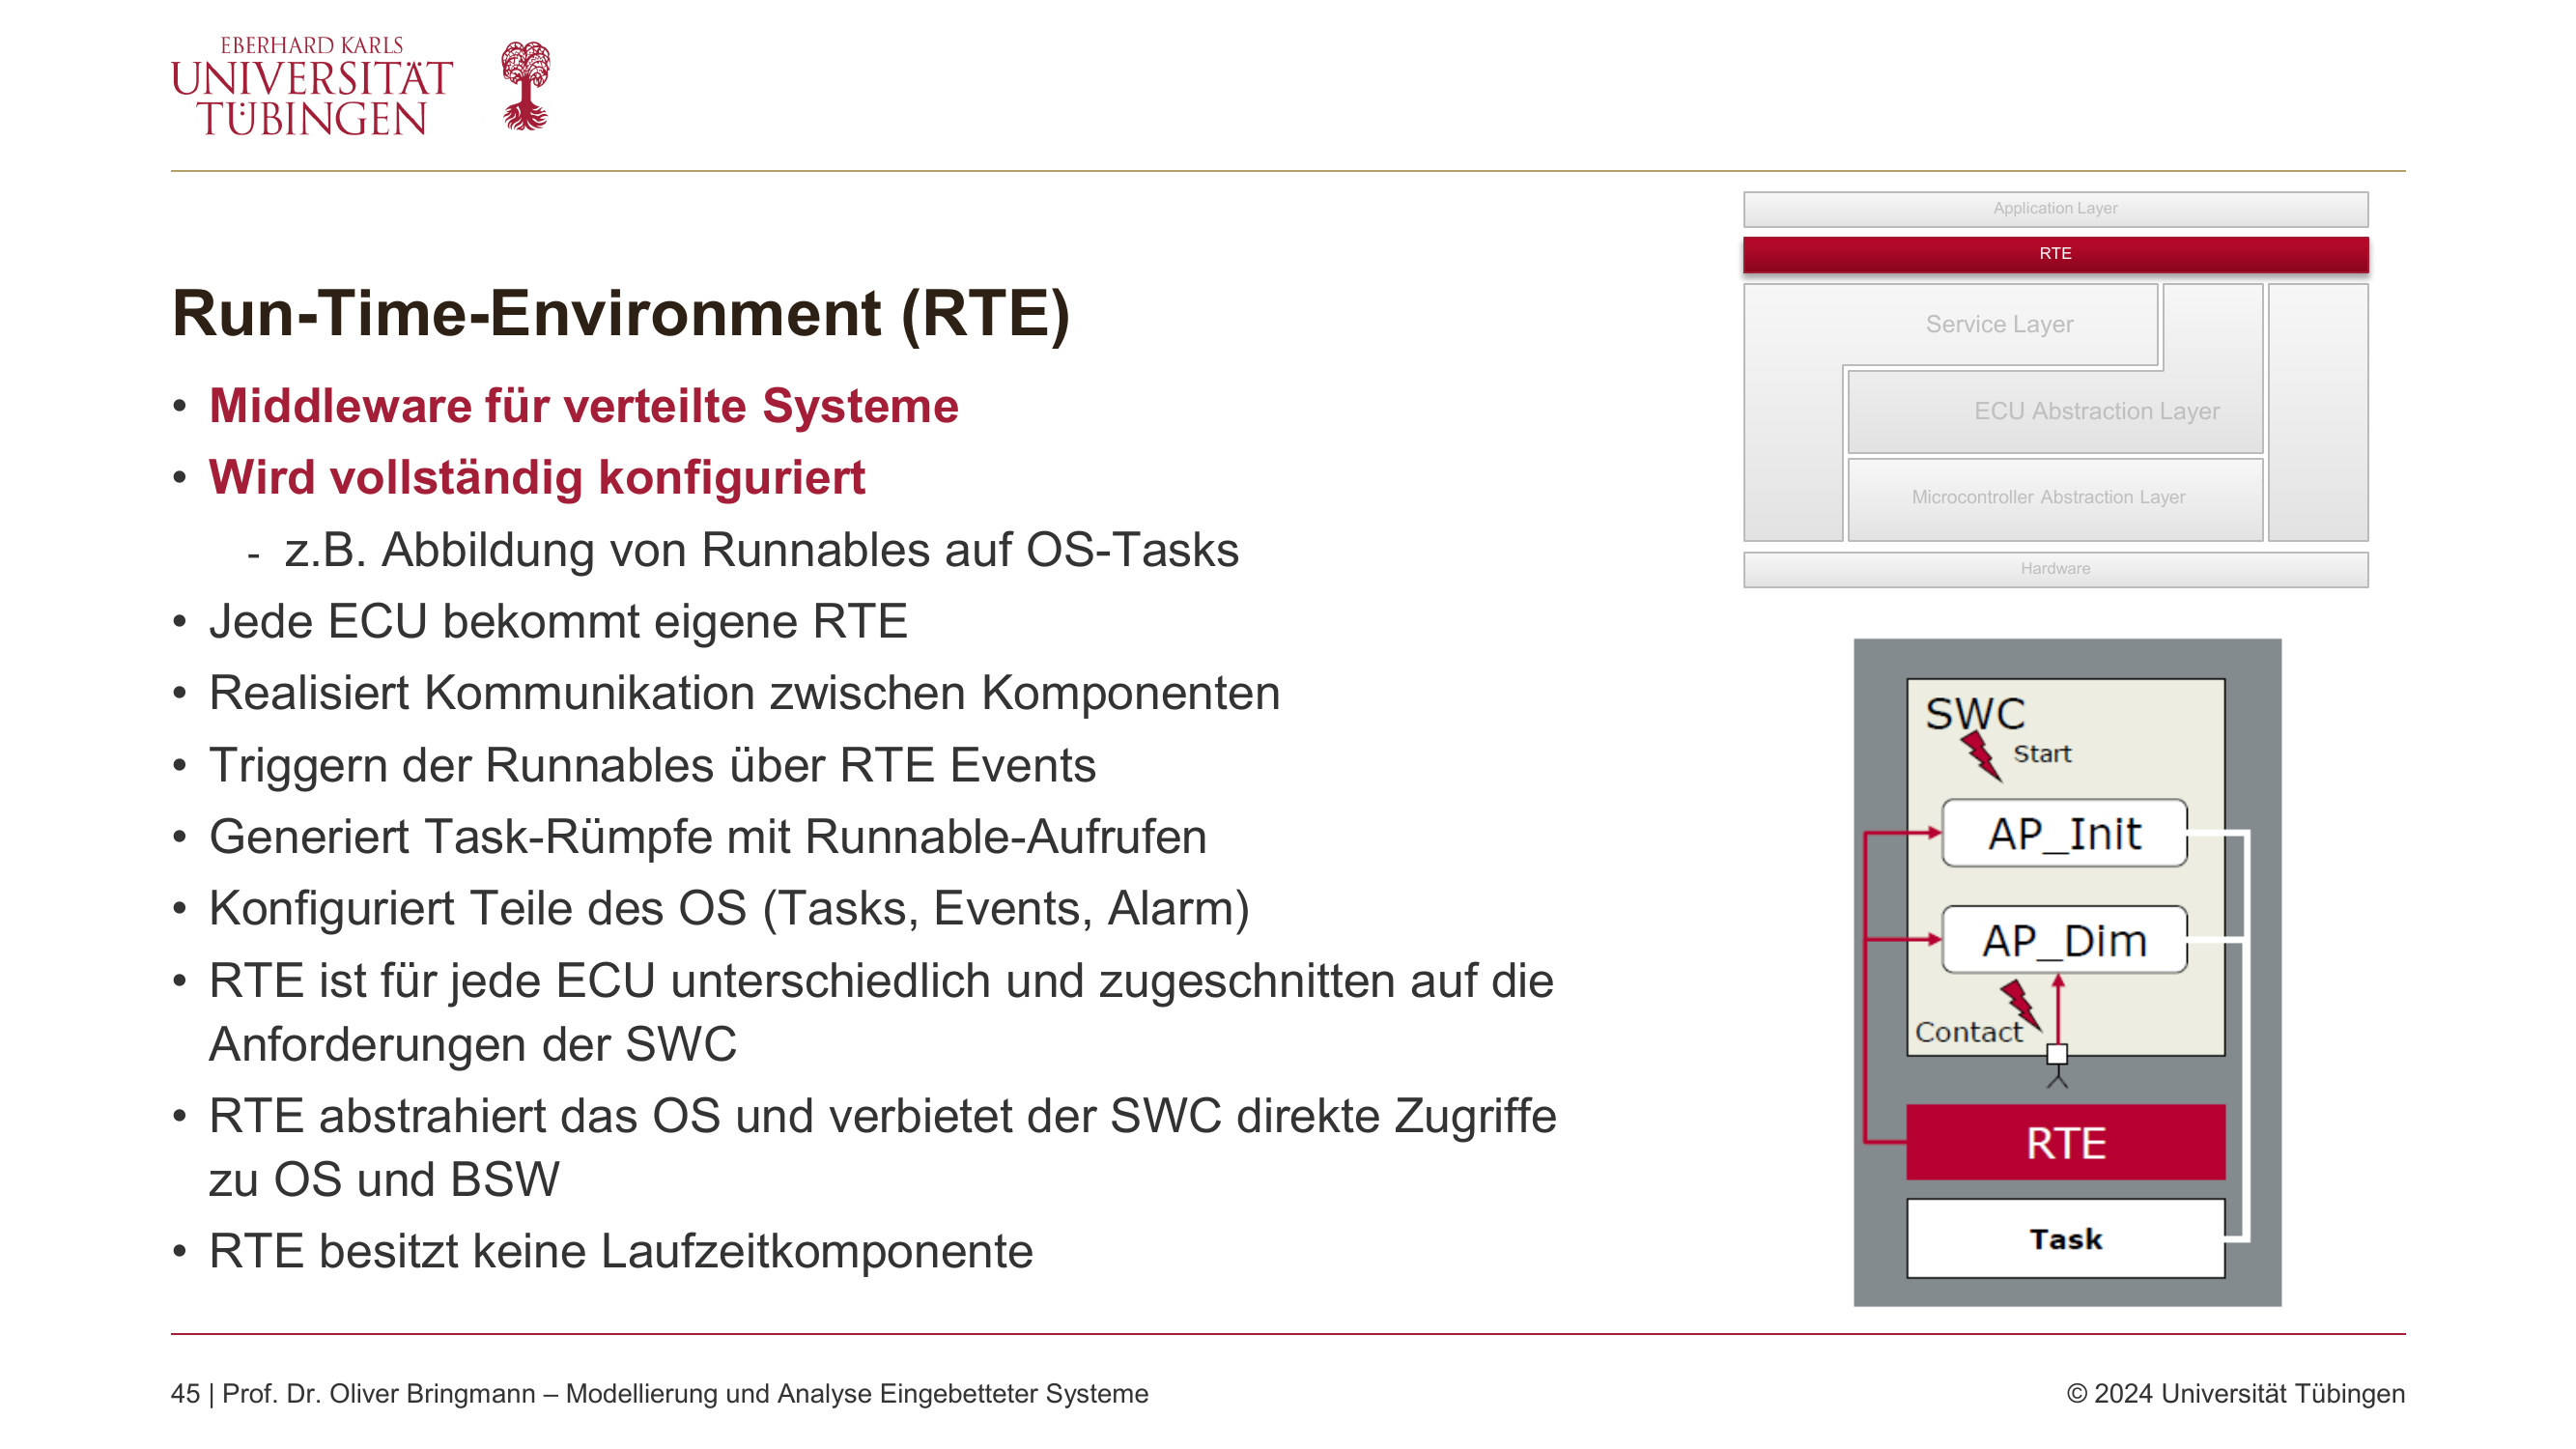 EBERHARD KARLS
UNIVERSITÄT
TÜBINGEN
Run-Time-Environment (RTE)
• Middleware für verteilte Systeme
• Wird vollständig konfiguriert
- z.B. Abbildung von Runnables auf OS-Tasks
• Jede ECU bekommt eigene RTE
• Realisiert Kommunikation zwischen Komponenten
• Triggern der Runnables über RTE Events
• Generiert Task-Rümpfe mit Runnable-Aufrufen
• Konfiguriert Teile des OS (Tasks, Events, Alarm)
• RTE ist für jede ECU unterschiedlich und zugeschnitten auf die
Anforderungen der SWC
• RTE abstrahiert das OS und verbietet der SWC direkte Zugriffe
zu OS und BSW
• RTE besitzt keine Laufzeitkomponente
Application Layer
RTE
Service Layer
ECU Abstraction Layer
Microcontroller Abstraction Layer
Hardware
SWC
Start
AP_Init
AP_Dim
Contact
RTE
Task
45 | Prof. Dr. Oliver Bringmann – Modellierung und Analyse Eingebetteter Systeme
© 2024 Universität Tübingen